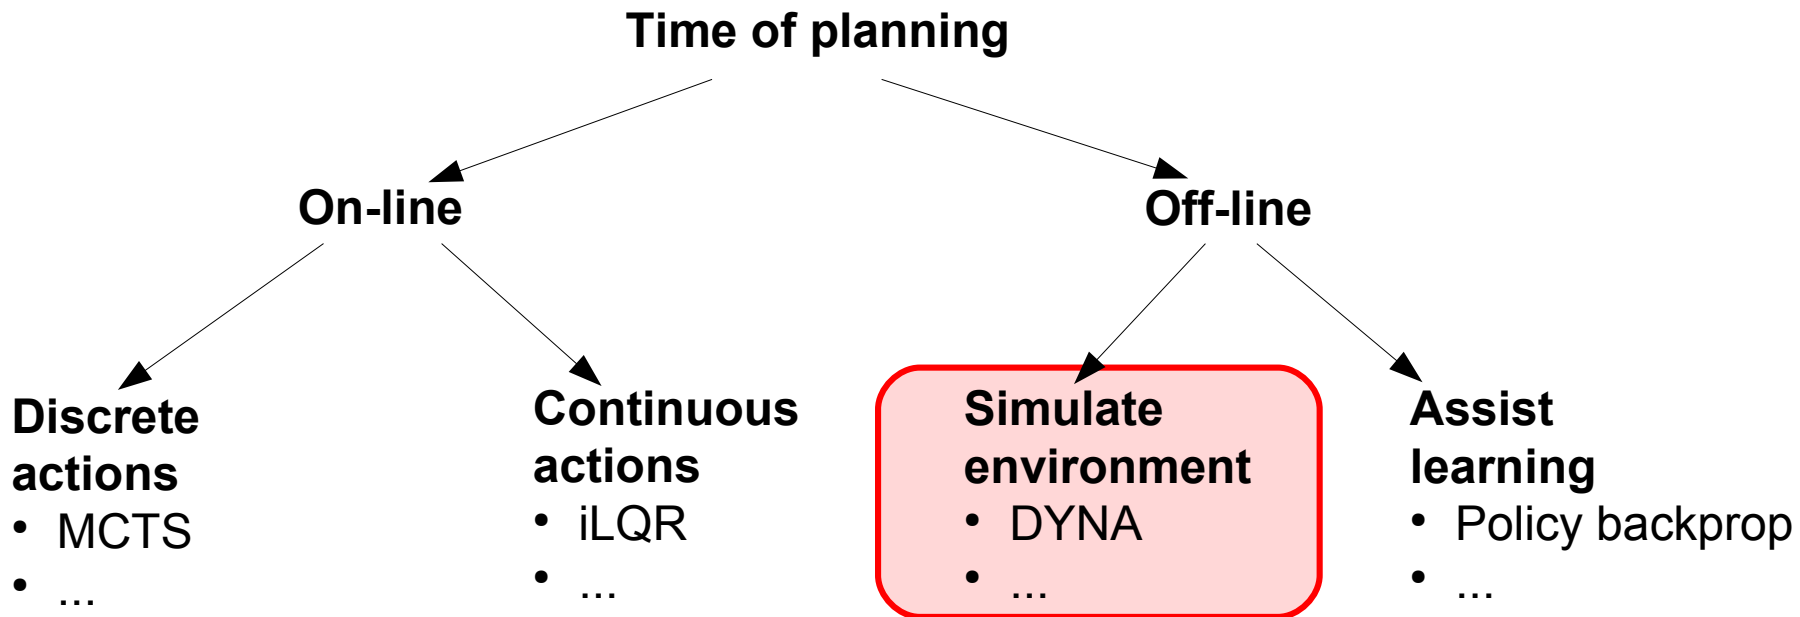 Time of planning
On-line
Off-line
Discrete
actions
• MCTS
• ...
Continuous
actions
• iLQR
• ...
Simulate
environment
• DYNA
• ...
Assist
learning
• Policy backprop
• ...